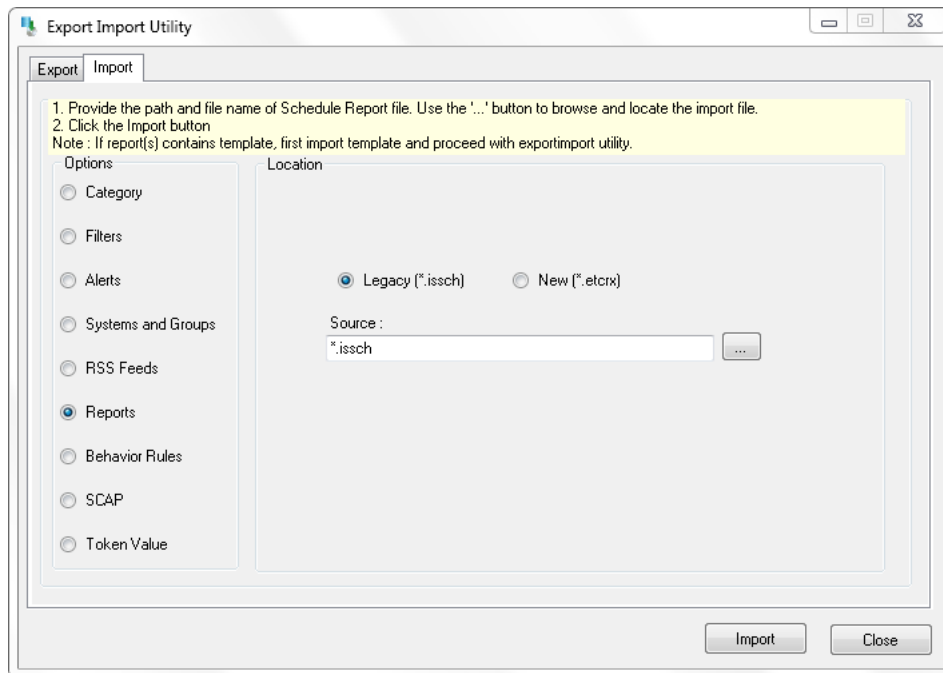 Export Import Utility
Export
Import
1. Provide the path and file name of Schedule Report file. Use the '...' button to browse and locate the import file.
2. Click the Import button
Note : If report(s) contains template, first import template and proceed with exportimport utility.
Options
Location
Category
Filters
Alerts
Legacy (*.issch)
New (*.etcrx)
Systems and Groups
Source :
*.issch
...
RSS Feeds
Reports
Behavior Rules
SCAP
Token Value
Import
Close